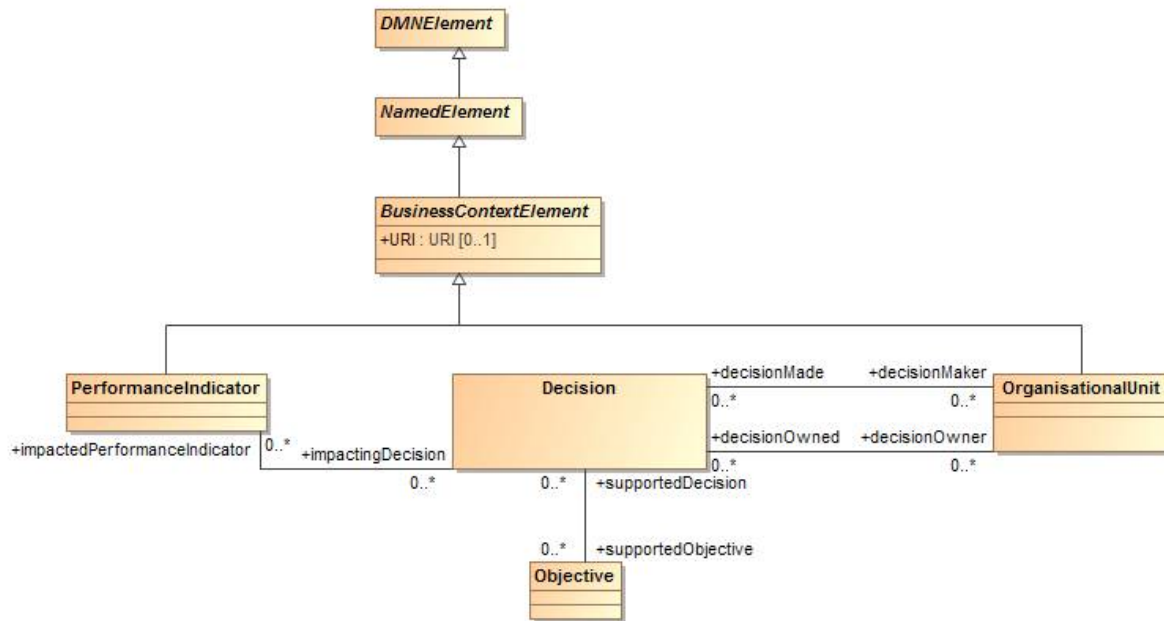 DMNElement
NamedElement
BusinessContextElement
+URI : URI [0..1]
PerformanceIndicator
Decision
OrganisationalUnit
+decisionMade
+decisionMaker
0..*
0..*
+decisionOwned
+decisionOwner
0..*
0..*
+impactedPerformanceIndicator
0..*
+impactingDecision
0..*
0..*
+supportedDecision
0..*
+supportedObjective
Objective